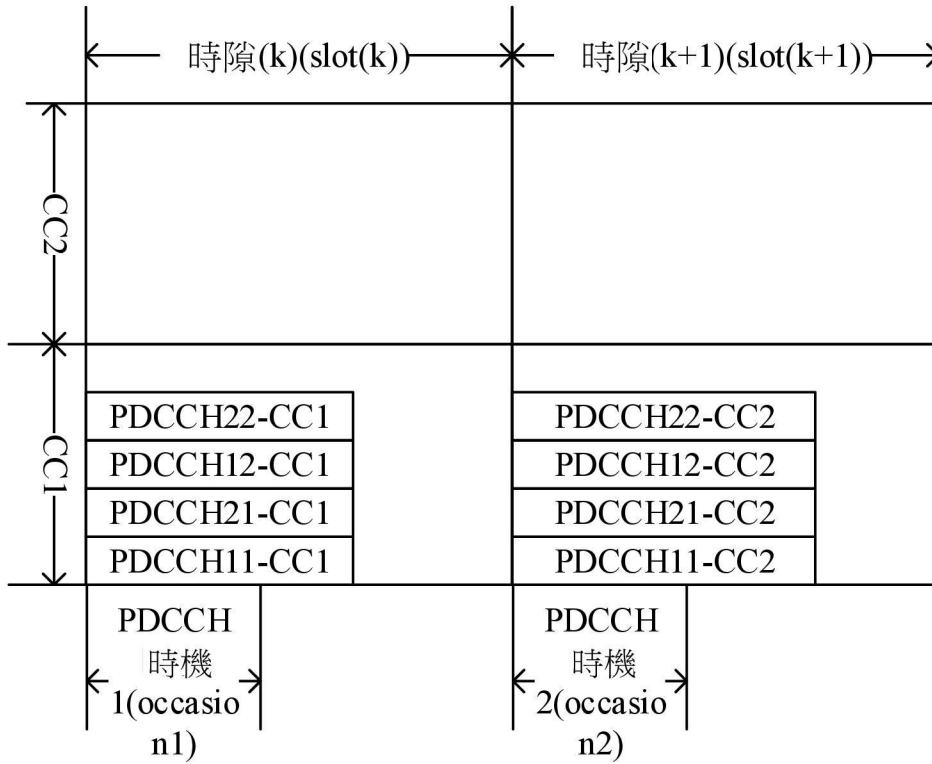 時隙(k)(slot(k))
時隙(k+1)(slot(k+1))
CC2
CC1
PDCCH22-CC1
PDCCH12-CC1
PDCCH21-CC1
PDCCH11-CC1
PDCCH22-CC2
PDCCH12-CC2
PDCCH21-CC2
PDCCH11-CC2
PDCCH
時機
1(occasio
n1)
PDCCH
時機
2(occasio
n2)